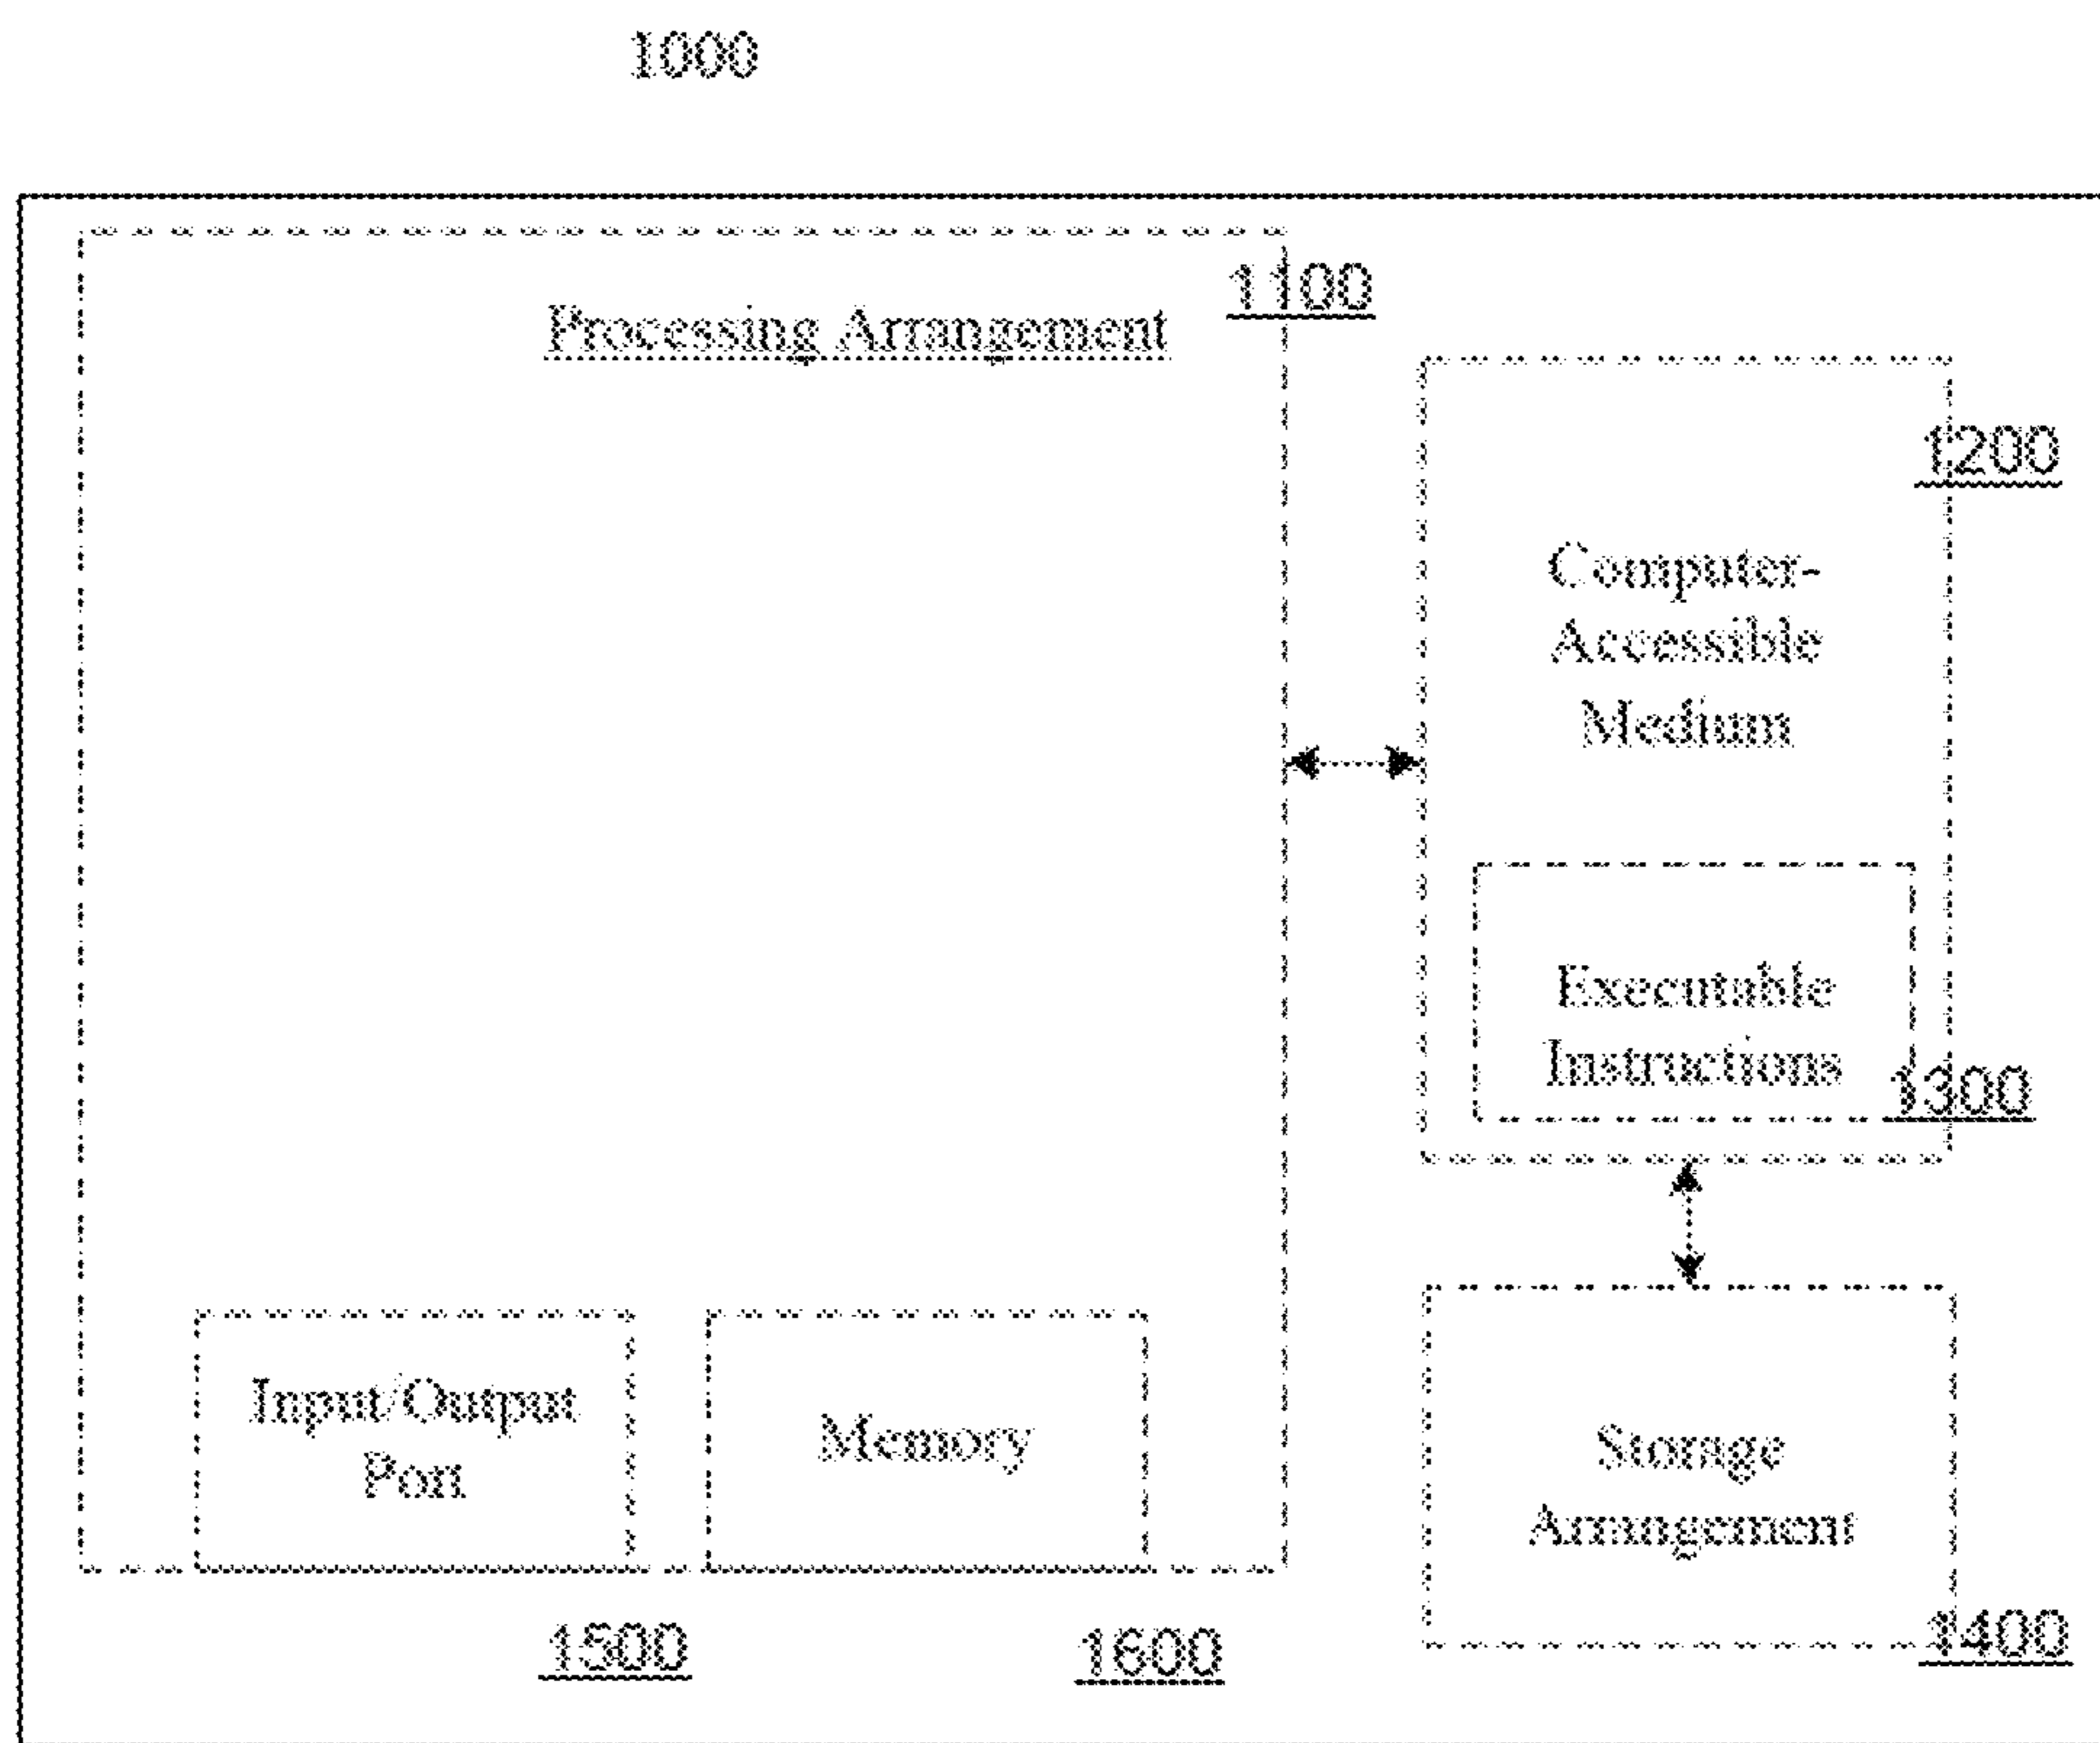 1000
1100
Processing Arrangement
1200
Computer-
Accessible
Medium
Executable
Instructions
1300
Input/Output
Port
Memory
Storage
Arrangement
1400
1500
1600